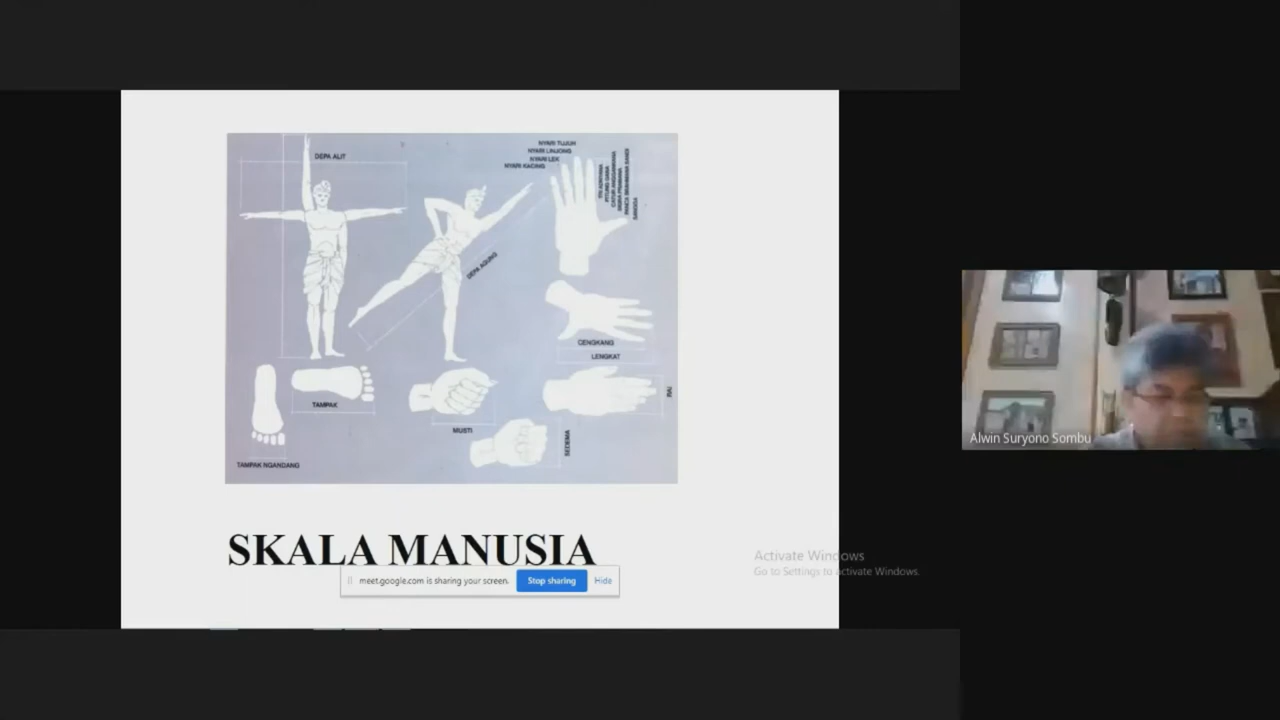 DEPA ALIT
NYARI TUJUH
NYARI LINJONG
NYARI LEK
NYARI KACING
DEPA AGUNG
CENGKANG
LENGKAT
TAMPAK
MUSTI
SEDEMA
TAMPAK NGANDANG
SKALA MANUSIA
meet.google.com is sharing your screen.
Stop sharing
Hide
Activate Windows
Go to Settings to activate Windows.
Alwin Suryono Sombu